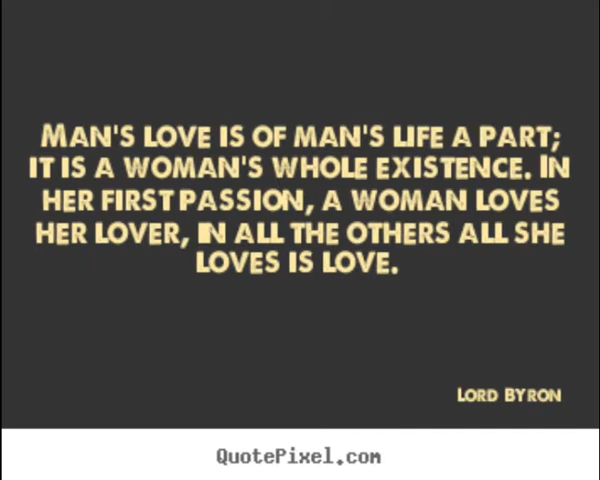 Man's love is of man's life a part;
it is a woman's whole existence. In
her first passion, a woman loves
her lover, in all the others all she
loves is love.
Lord Byron
QuotePixel.com